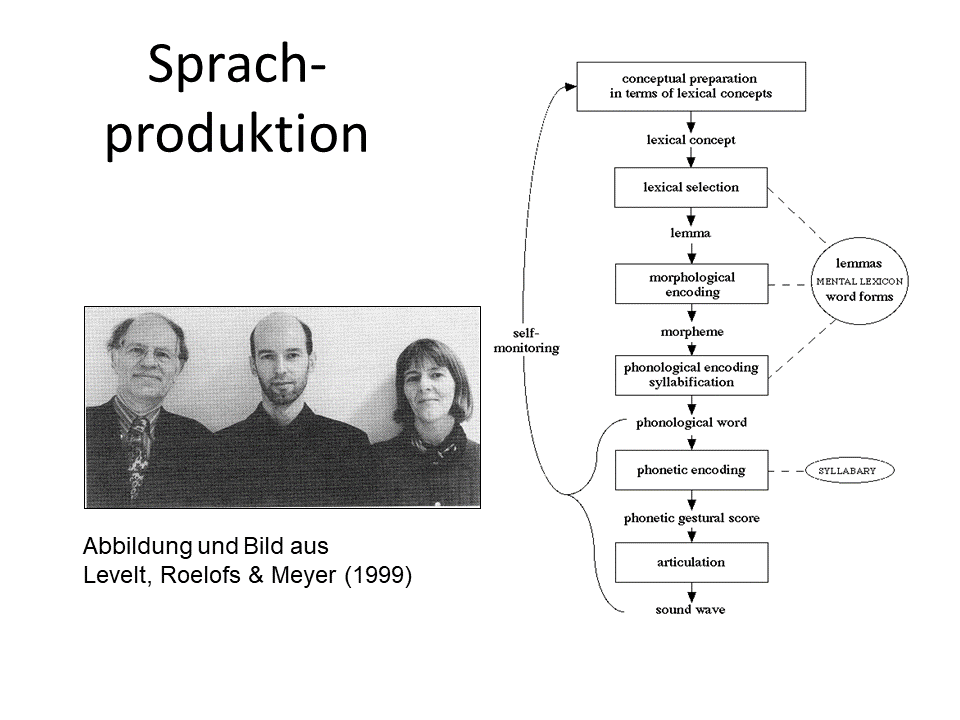 Sprach-
produktion
Abbildung und Bild aus
Levelt, Roelofs & Meyer (1999)
conceptual preparation
in terms of lexical concepts
lexical concept
lexical selection
lemma
morphological
encoding
morpheme
phonological encoding
syllabification
phonological word
phonetic encoding
phonetic gestural score
articulation
sound wave
self-
monitoring
lemmas
MENTAL LEXICON
word forms
SYLLABARY